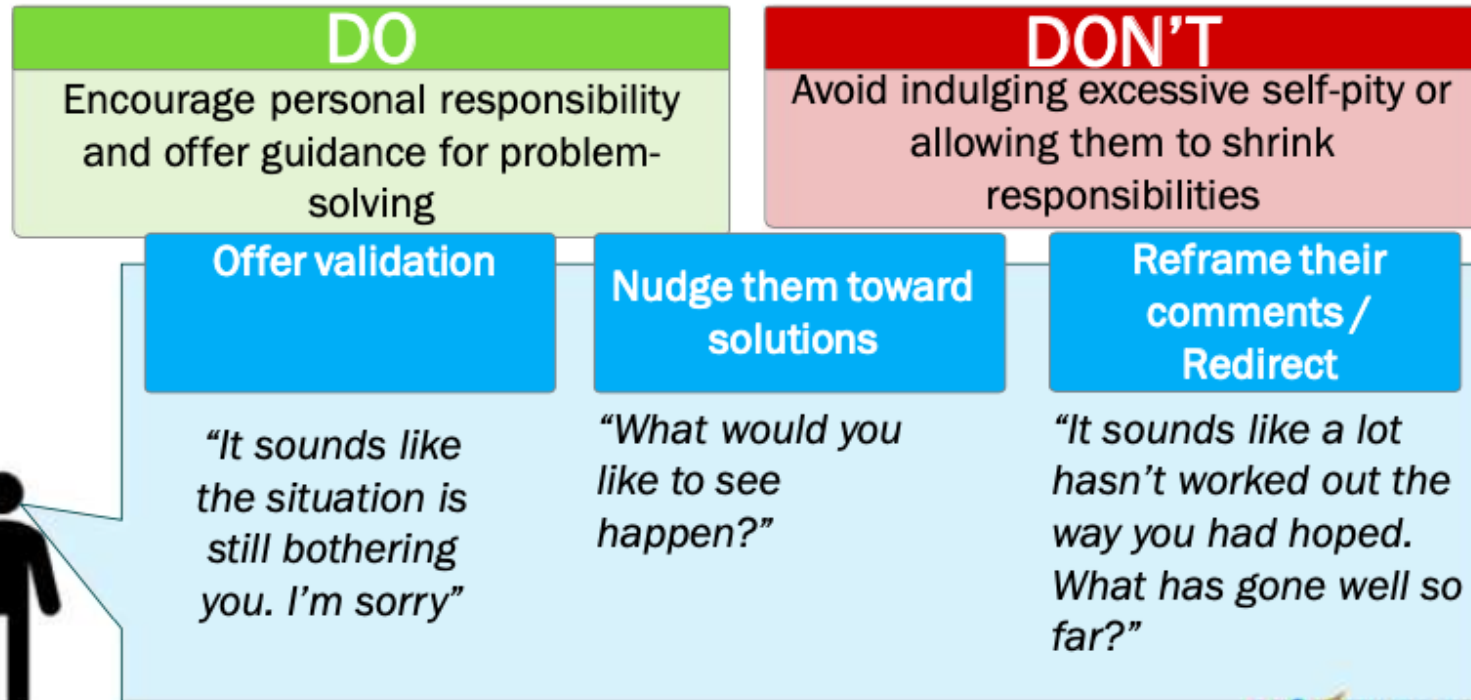 DO
Encourage personal responsibility
and offer guidance for problem-
solving
DON'T
Avoid indulging excessive self-pity or
allowing them to shrink
responsibilities
Offer validation
“It sounds like
the situation is
still bothering
you. I’m sorry”
Nudge them toward
solutions
“What would you
like to see
happen?”
Reframe their
comments /
Redirect
“It sounds like a lot
hasn’t worked out the
way you had hoped.
What has gone well so
far?”